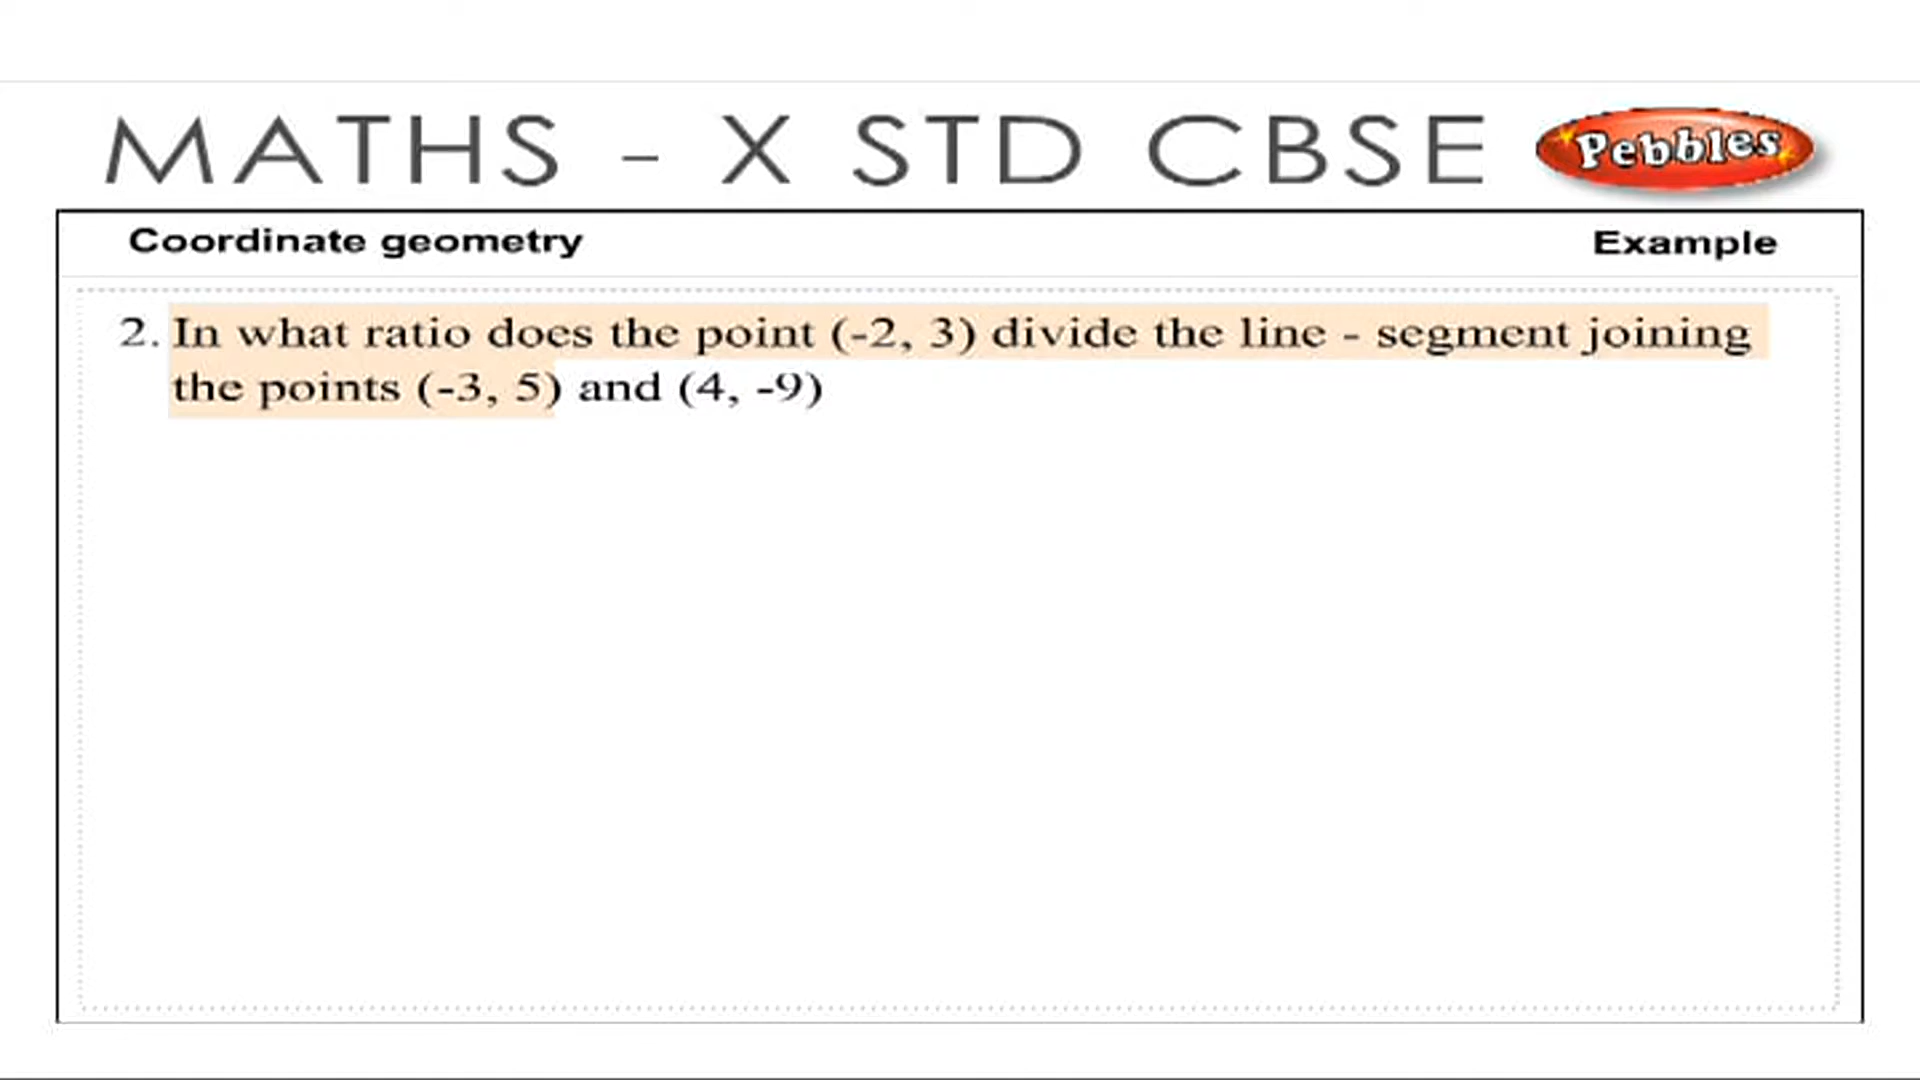 MATHS - X STD CBSE
Pebbles
Coordinate geometry
Example
2. In what ratio does the point (-2, 3) divide the line - segment joining
the points (-3, 5) and (4, -9)